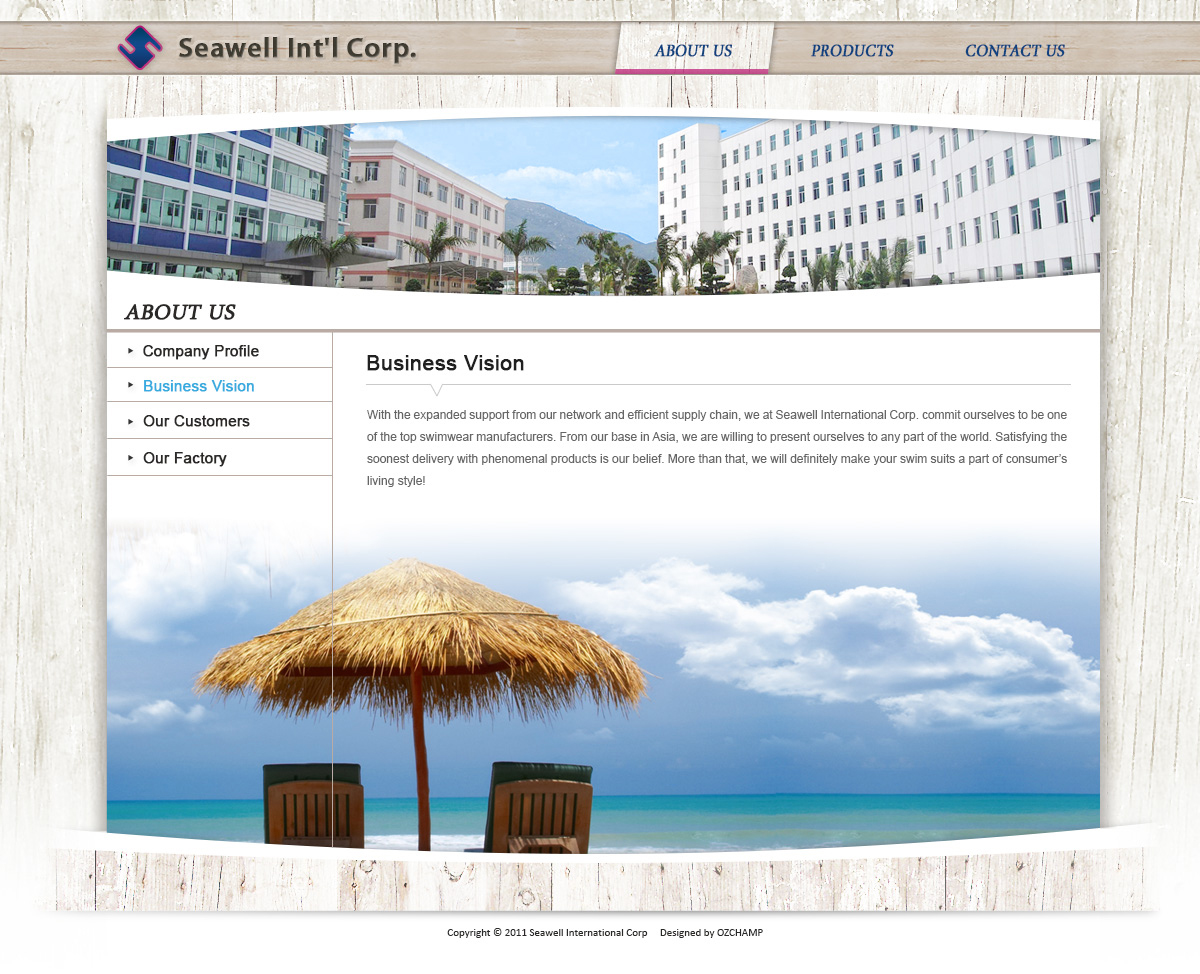 Seawell Int'l Corp.
ABOUT US
PRODUCTS
CONTACT US
ABOUT US
Company Profile
Business Vision
Our Customers
Our Factory
Business Vision
With the expanded support from our network and efficient supply chain, we at Seawell International Corp. commit ourselves to be one
of the top swimwear manufacturers. From our base in Asia, we are willing to present ourselves to any part of the world. Satisfying the
soonest delivery with phenomenal products is our belief. More than that, we will definitely make your swim suits a part of consumer's
living style!
Copyright © 2011 Seawell International Corp Designed by OZCHAMP